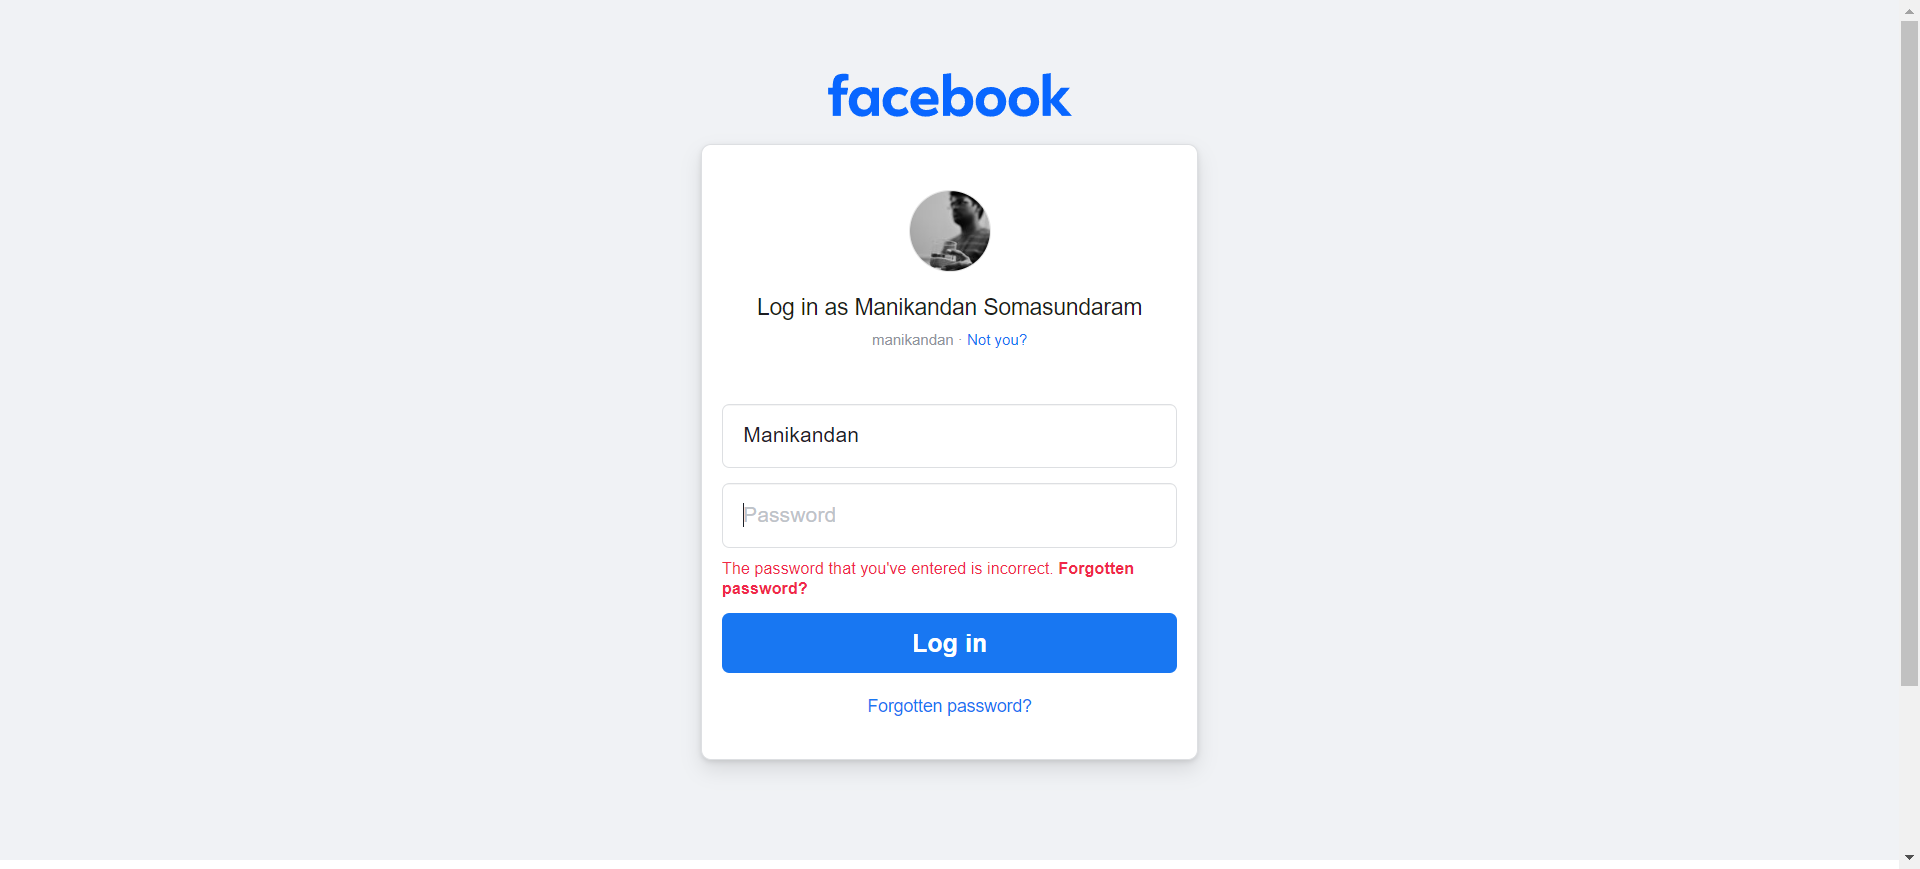 facebook
Log in as Manikandan Somasundaram
manikandan · Not you?
Manikandan
Password
The password that you've entered is incorrect. Forgotten
password?
Log in
Forgotten password?